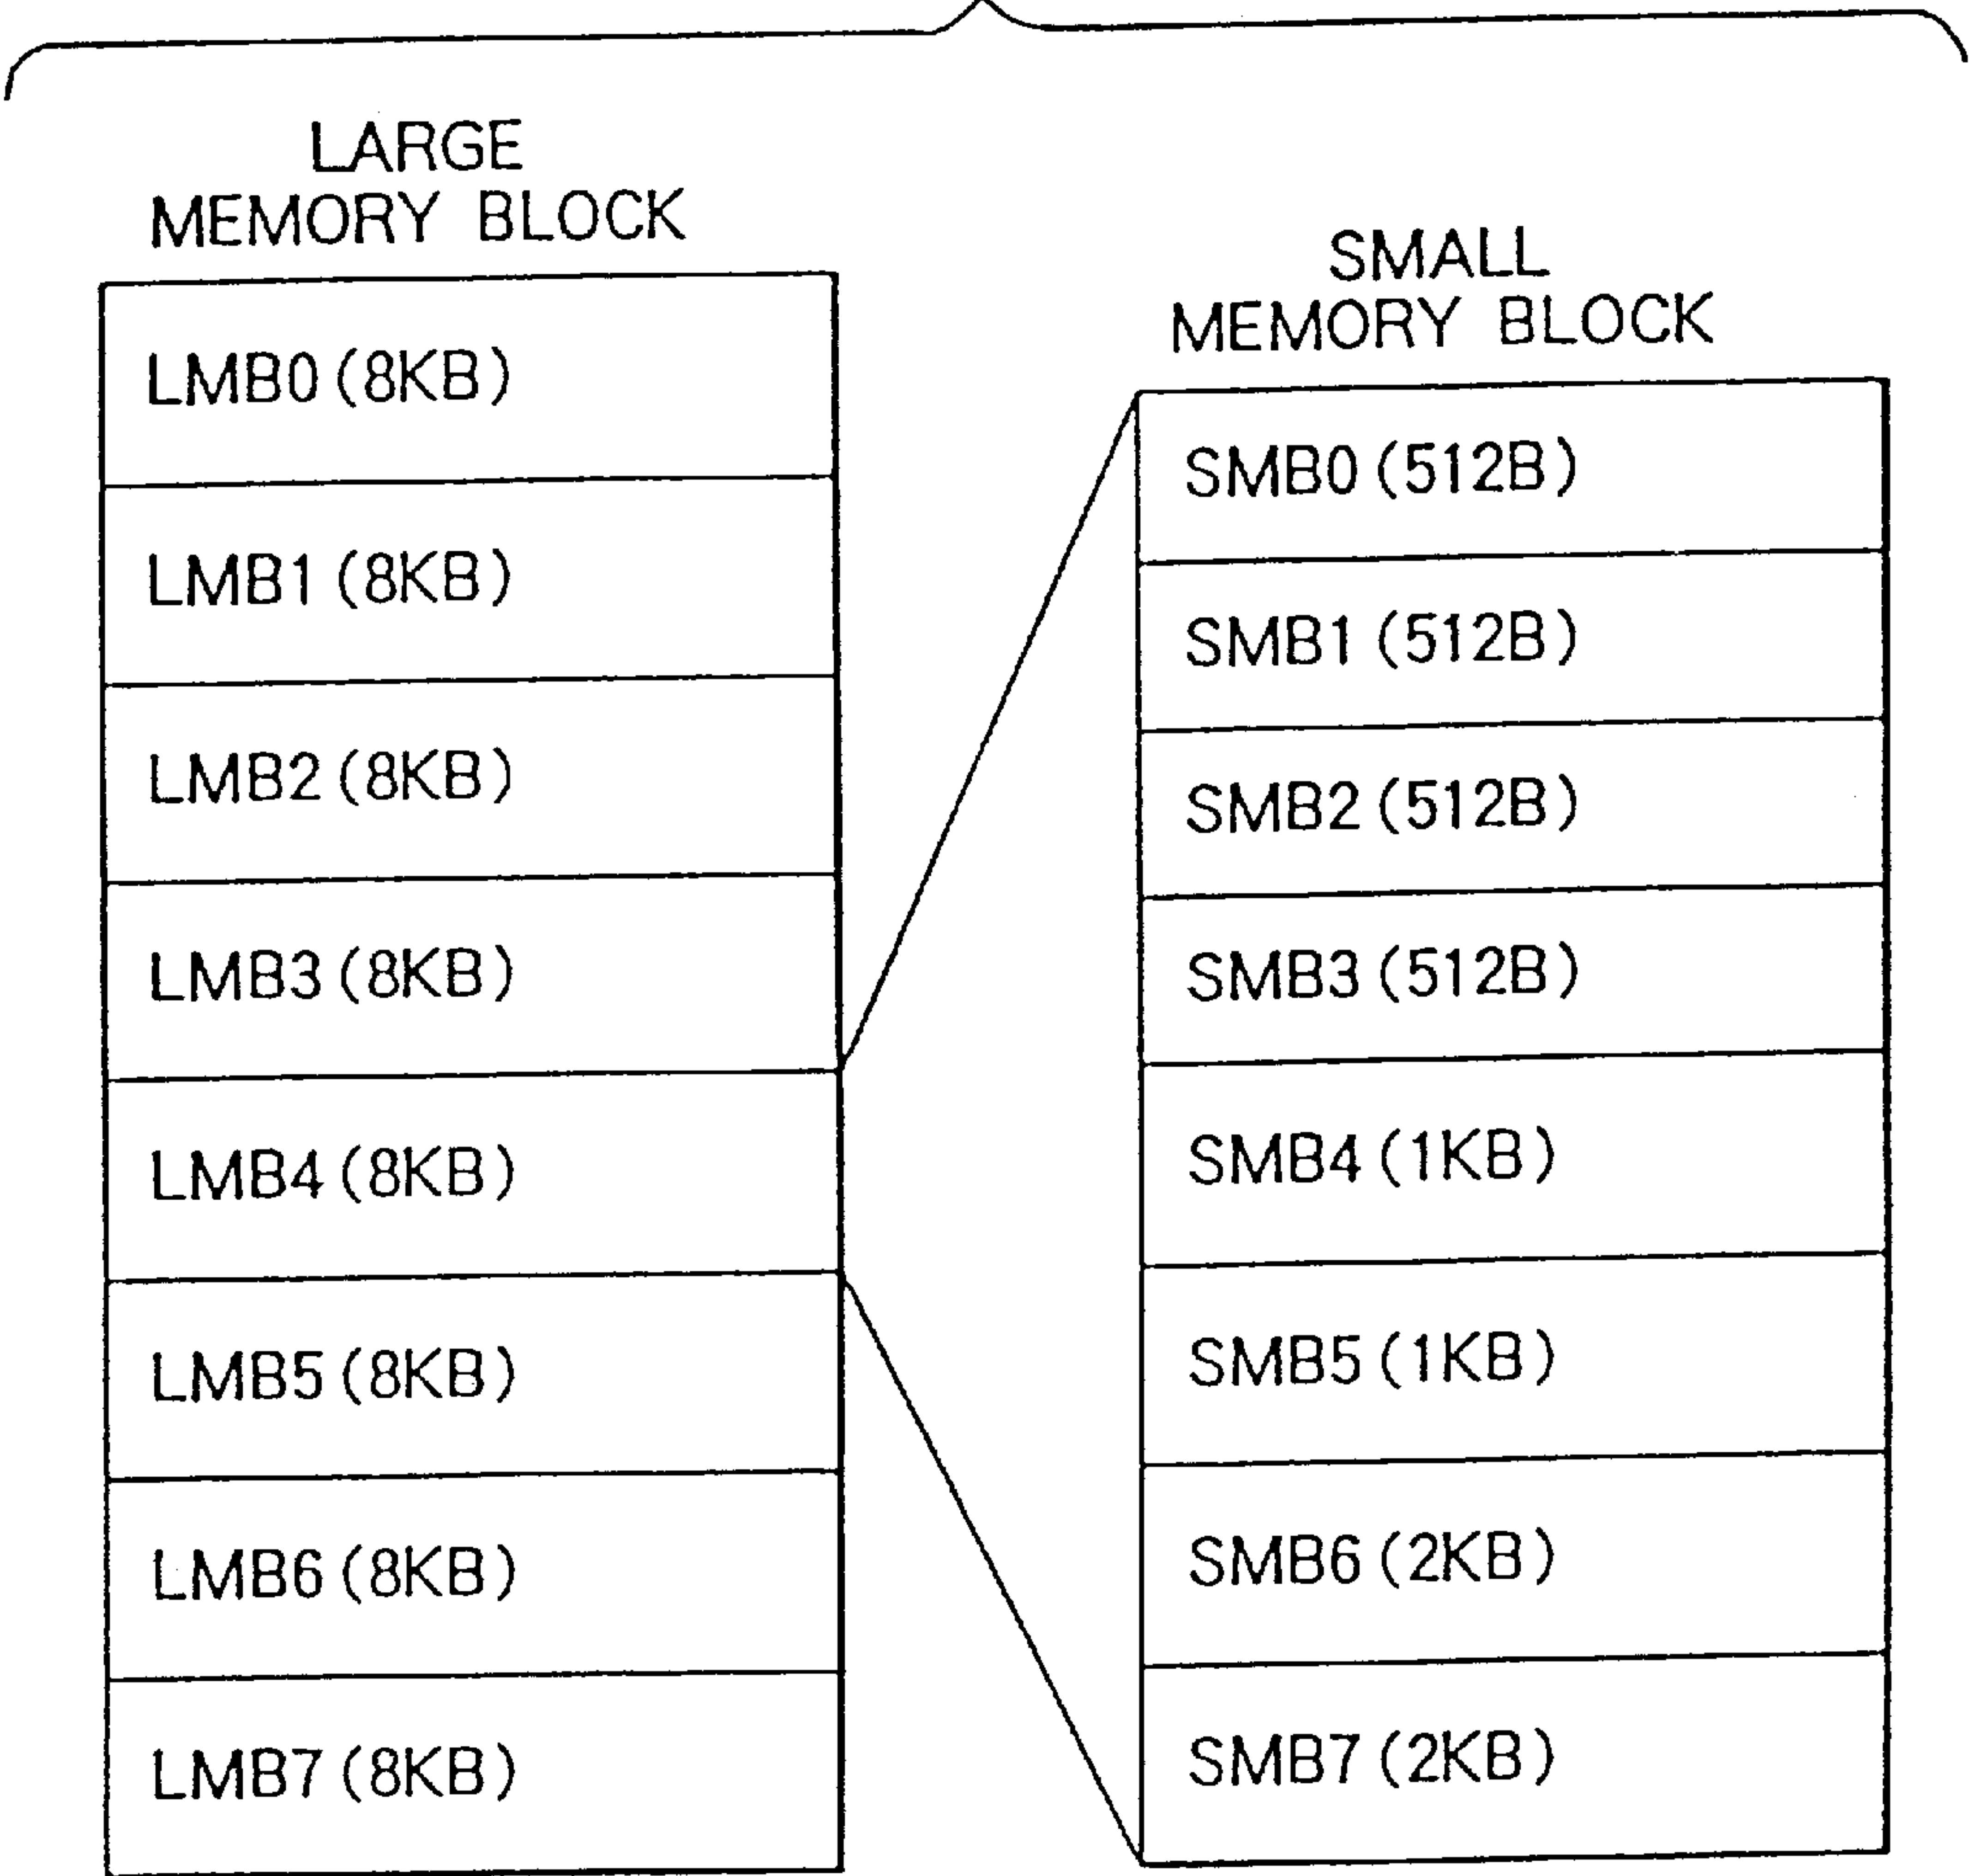 LARGE
MEMORY BLOCK
LMB0 (8KB)
LMB1 (8KB)
LMB2 (8KB)
LMB3 (8KB)
LMB4 (8KB)
LMB5 (8KB)
LMB6 (8KB)
LMB7 (8KB)
SMALL
MEMORY BLOCK
SMB0 (512B)
SMB1 (512B)
SMB2 (512B)
SMB3 (512B)
SMB4 (1KB)
SMB5 (1KB)
SMB6 (2KB)
SMB7 (2KB)